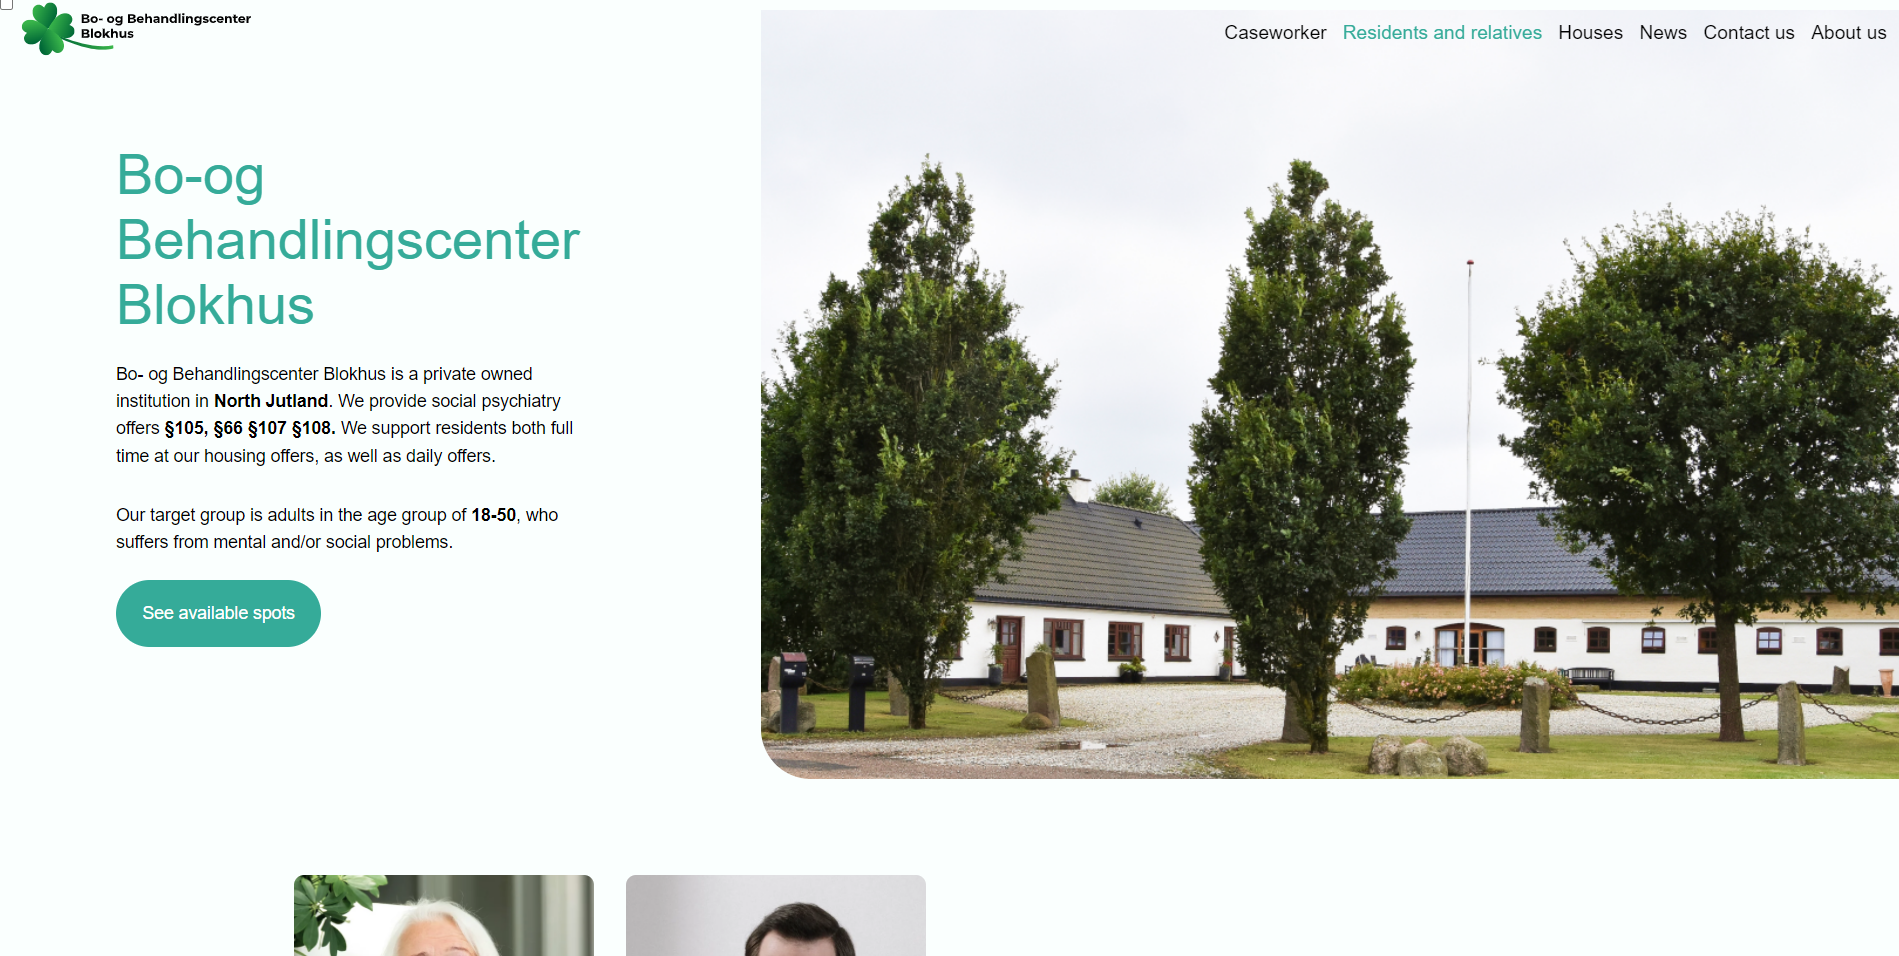 Bo- og Behandlingscenter
Blokhus
Caseworker Residents and relatives Houses News Contact us About us
Bo-og
Behandlingscenter
Blokhus
Bo- og Behandlingscenter Blokhus is a private owned
institution in North Jutland. We provide social psychiatry
offers §105, §66 §107 §108. We support residents both full
time at our housing offers, as well as daily offers.
Our target group is adults in the age group of 18-50, who
suffers from mental and/or social problems.
See available spots